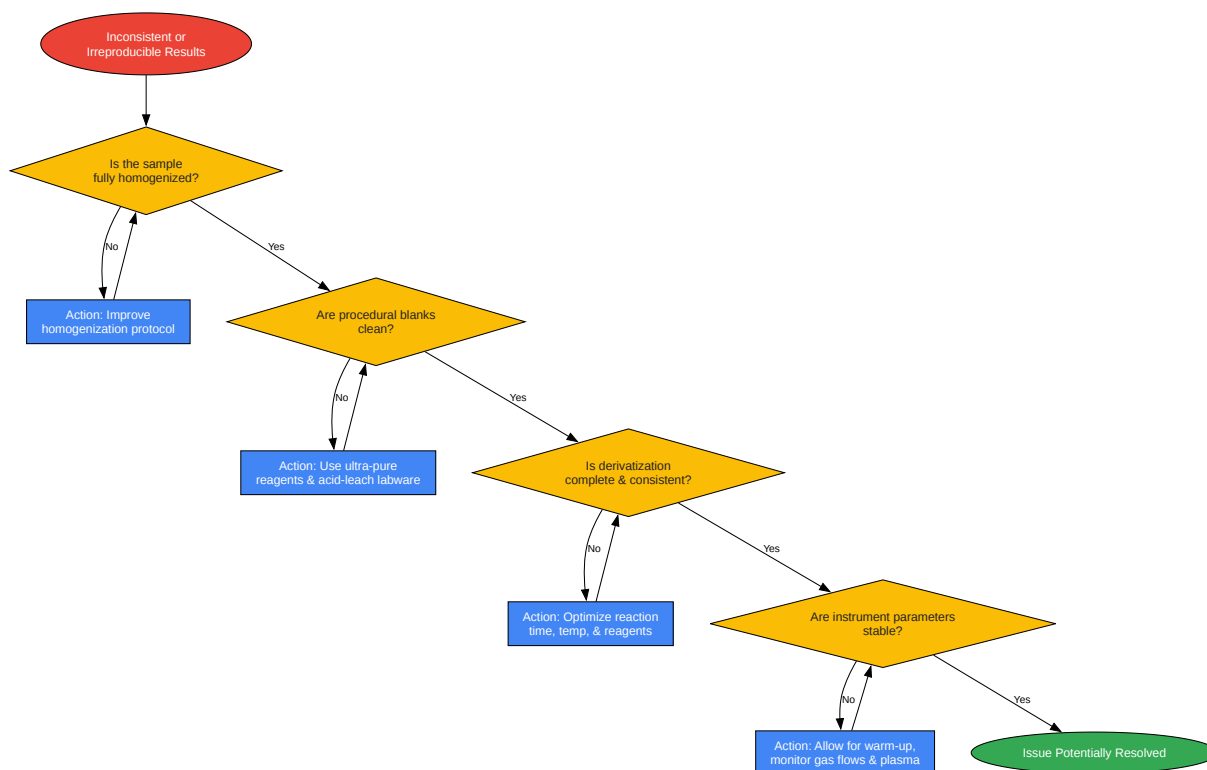 Inconsistent or
Irreproducible Results
Is the sample
fully homogenized?
No
Yes
Action: Improve
homogenization protocol
Are procedural blanks
clean?
No
Yes
Action: Use ultra-pure
reagents & acid-leach labware
Is derivatization
complete & consistent?
No
Yes
Action: Optimize reaction
time, temp, & reagents
Are instrument parameters
stable?
No
Yes
Action: Allow for warm-up,
monitor gas flows & plasma
Issue Potentially Resolved